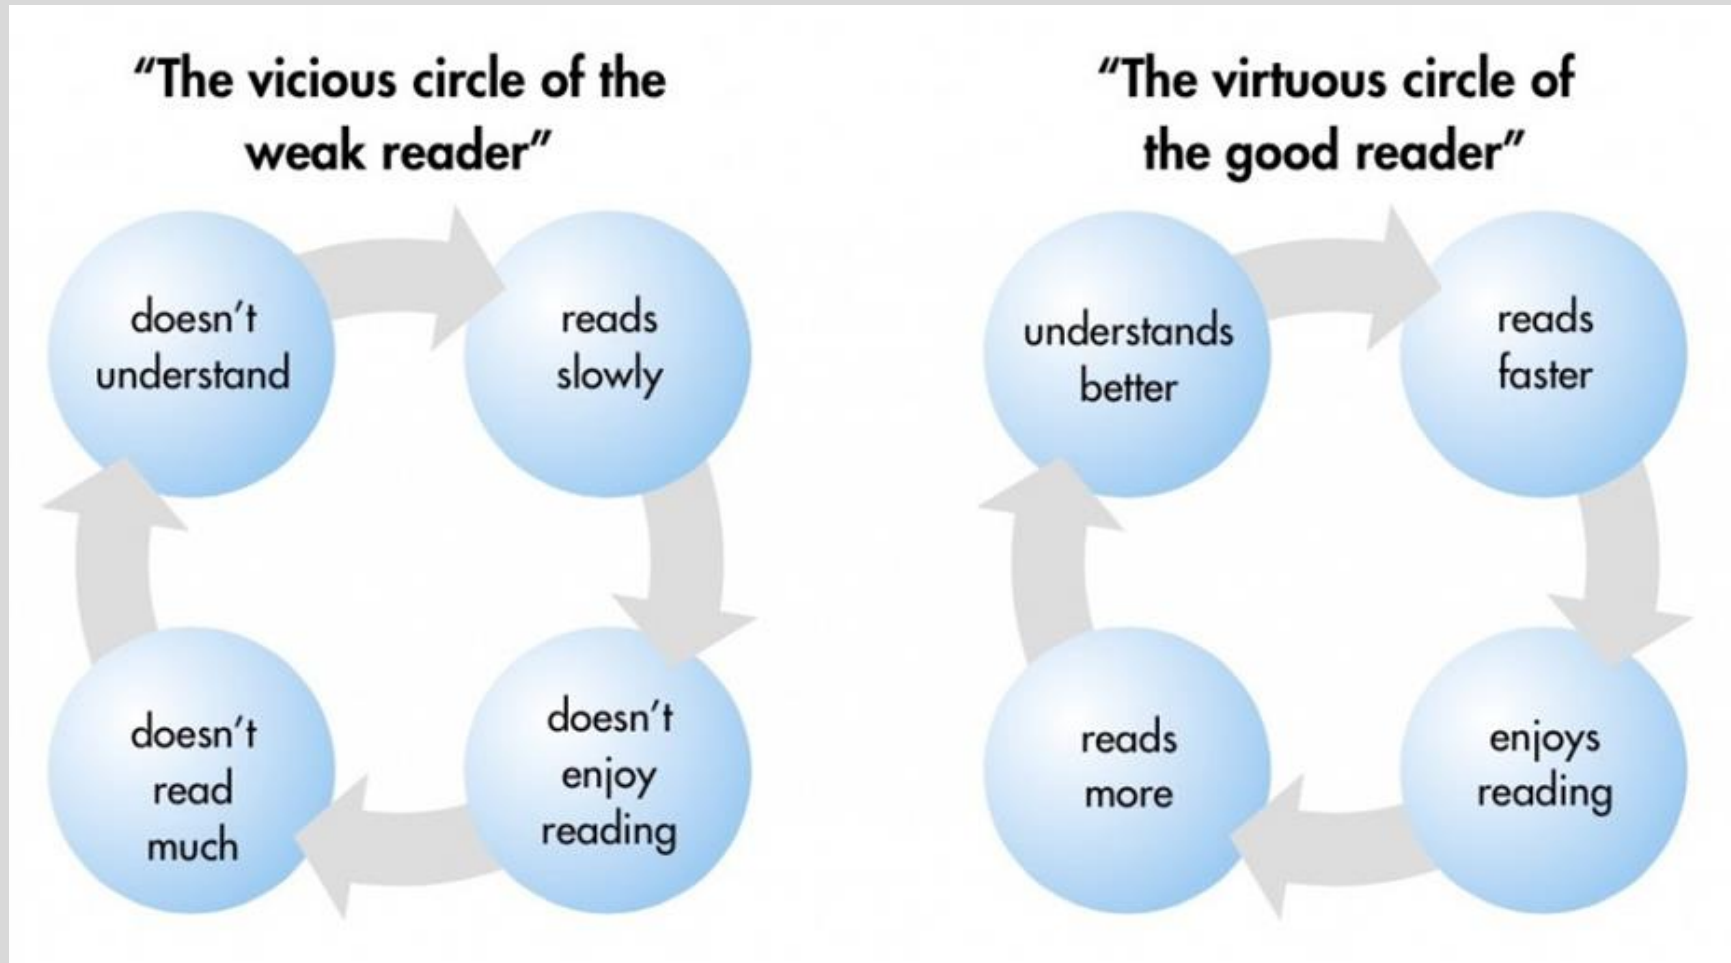 “The vicious circle of the
weak reader”
doesn’t
understand
reads
slowly
doesn’t
enjoy
reading
doesn’t
read
much
“The virtuous circle of
the good reader”
understands
better
reads
faster
enjoys
reading
reads
more